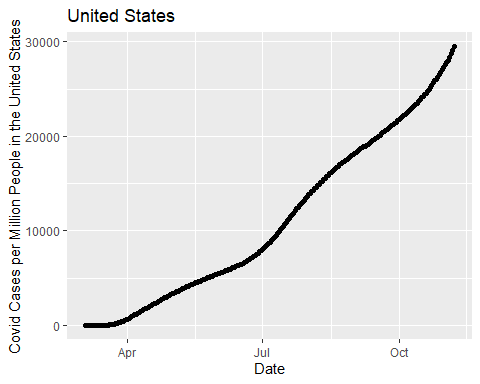 United States
Covid Cases per Million People in the United States
30000
20000
10000
0
Apr
Jul
Oct
Date